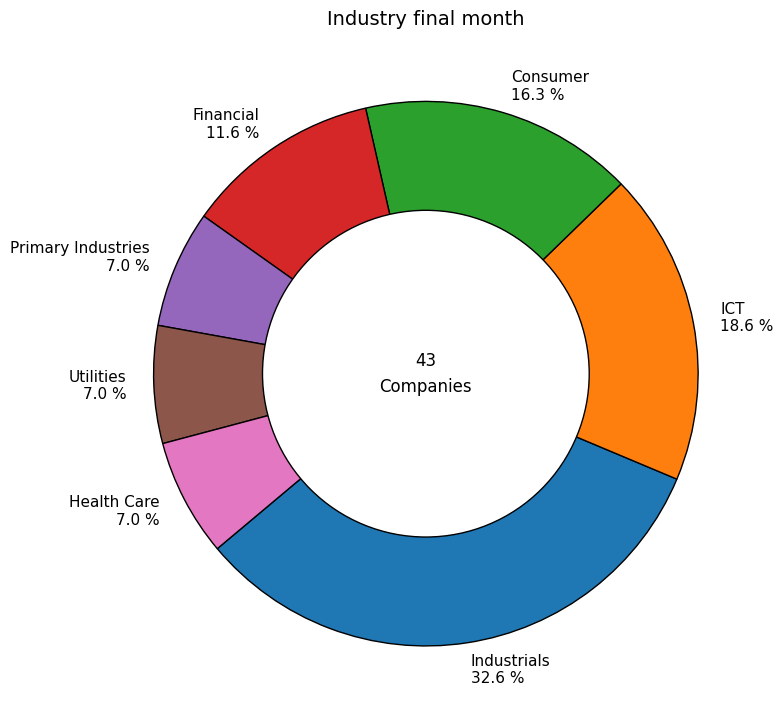 Industry final month
Consumer
16.3 %
Financial
11.6 %
Primary Industries
7.0 %
ICT
18.6 %
43
Companies
Utilities
7.0 %
Health Care
7.0 %
Industrials
32.6 %